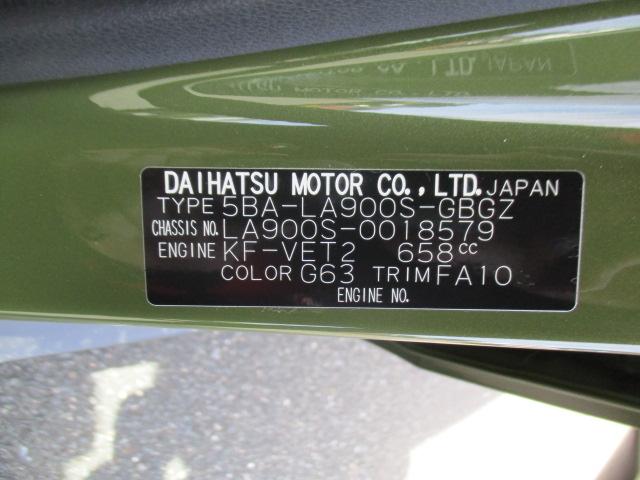 DAIHATSU MOTOR CO., LTD. JAPAN
TYPE 5BA-LA900S-GBGZ
CHASSIS NO. LA900S-0018579
ENGINE KF-VET2 658cc
COLOR G63 TRIM FA10
ENGINE NO.